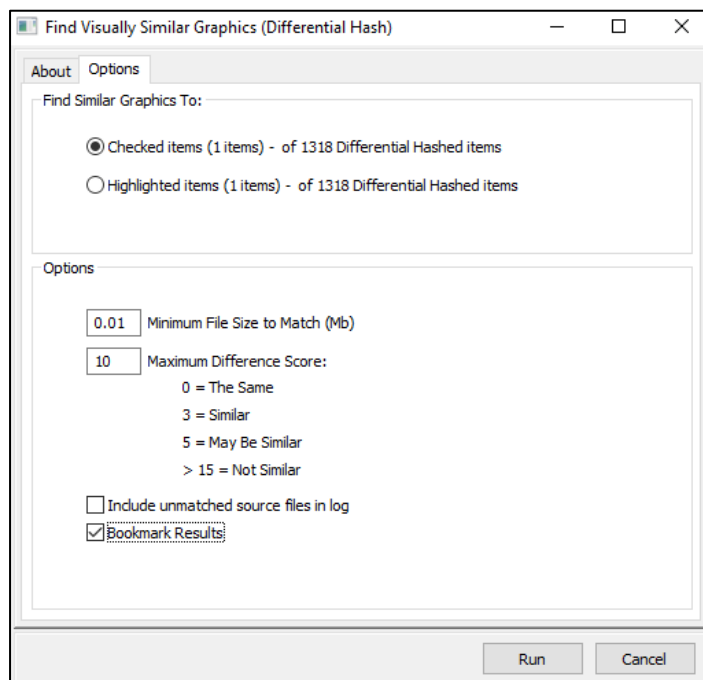 Find Visually Similar Graphics (Differential Hash)
About Options
Find Similar Graphics To:
Checked items (1 items) - of 1318 Differential Hashed items
Highlighted items (1 items) - of 1318 Differential Hashed items
Options
0.01 Minimum File Size to Match (Mb)
10 Maximum Difference Score:
0 = The Same
3 = Similar
5 = May Be Similar
> 15 = Not Similar
Include unmatched source files in log
Bookmark Results
Run Cancel